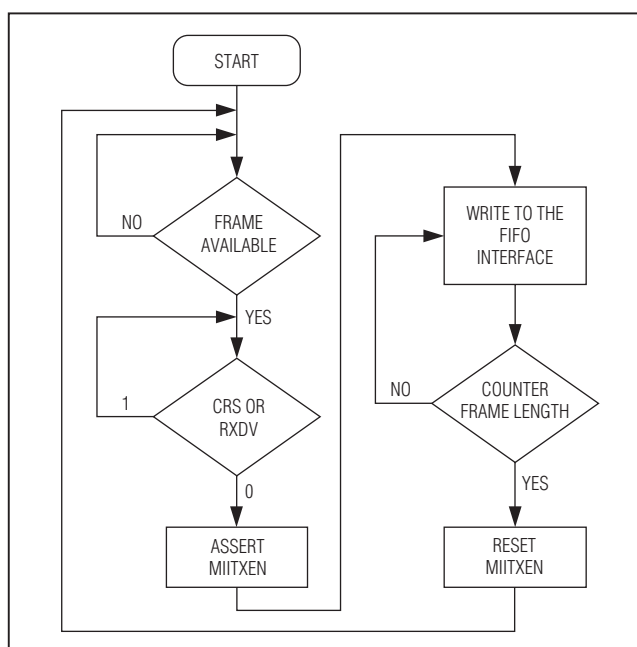 START
FRAME
AVAILABLE
NO
YES
CRS OR
RXDV
1
0
ASSERT
MIITXEN
WRITE TO THE
FIFO
INTERFACE
COUNTER
FRAME LENGTH
NO
YES
RESET
MIITXEN